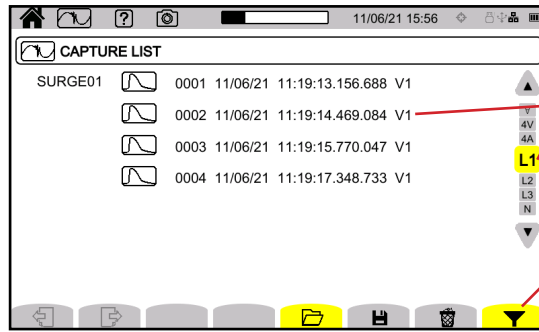 11/06/21 15:56
CAPTURE LIST
SURGE01 0001 11/06/21 11:19:13.156.688 V1
0002 11/06/21 11:19:14.469.084 V1
0003 11/06/21 11:19:15.770.047 V1
0004 11/06/21 11:19:17.348.733 V1
∀
4V
4A
L1
L2
L3
N